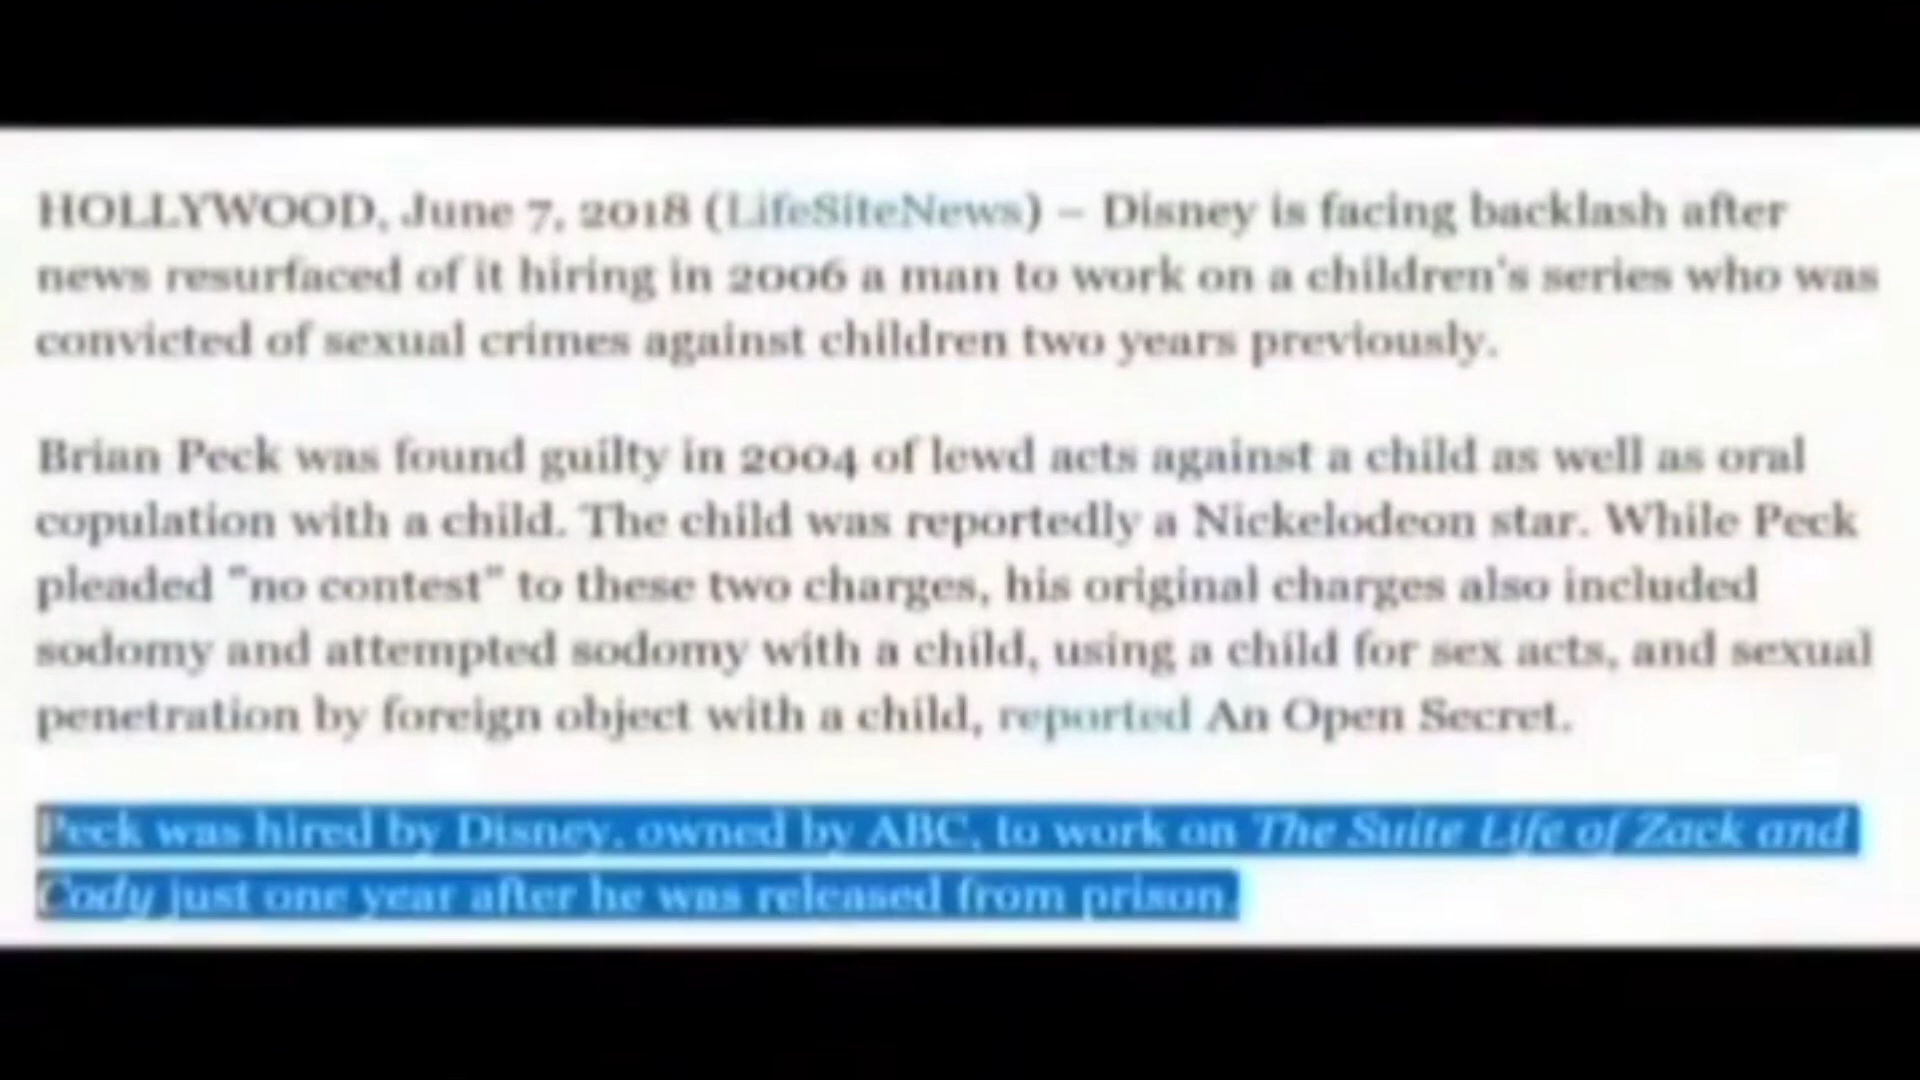 HOLLYWOOD, June 7, 2018 (LifeSiteNews) – Disney is facing backlash after
news resurfaced of it hiring in 2006 a man to work on a children's series who was
convicted of sexual crimes against children two years previously.
Brian Peck was found guilty in 2004 of lewd acts against a child as well as oral
copulation with a child. The child was reportedly a Nickelodeon star. While Peck
pleaded "no contest" to these two charges, his original charges also included
sodomy and attempted sodomy with a child, using a child for sex acts, and sexual
penetration by foreign object with a child, reported An Open Secret.
Peck was hired by Disney, owned by ABC, to work on The Suite Life of Zack and
Cody just one year after he was released from prison.